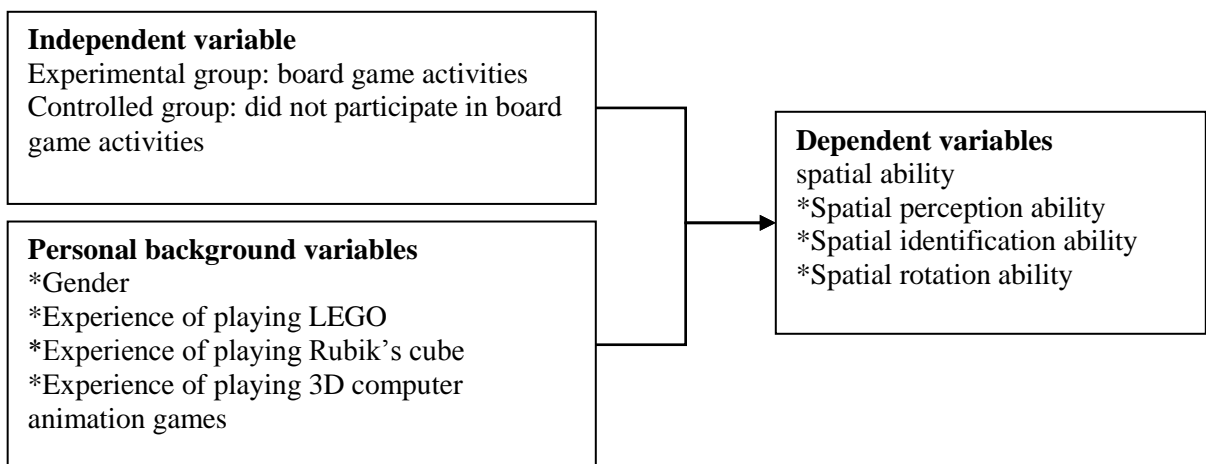 Independent variable
Experimental group: board game activities
Controlled group: did not participate in board
game activities
Personal background variables
*Gender
*Experience of playing LEGO
*Experience of playing Rubik's cube
*Experience of playing 3D computer
animation games
Dependent variables
spatial ability
*Spatial perception ability
*Spatial identification ability
*Spatial rotation ability